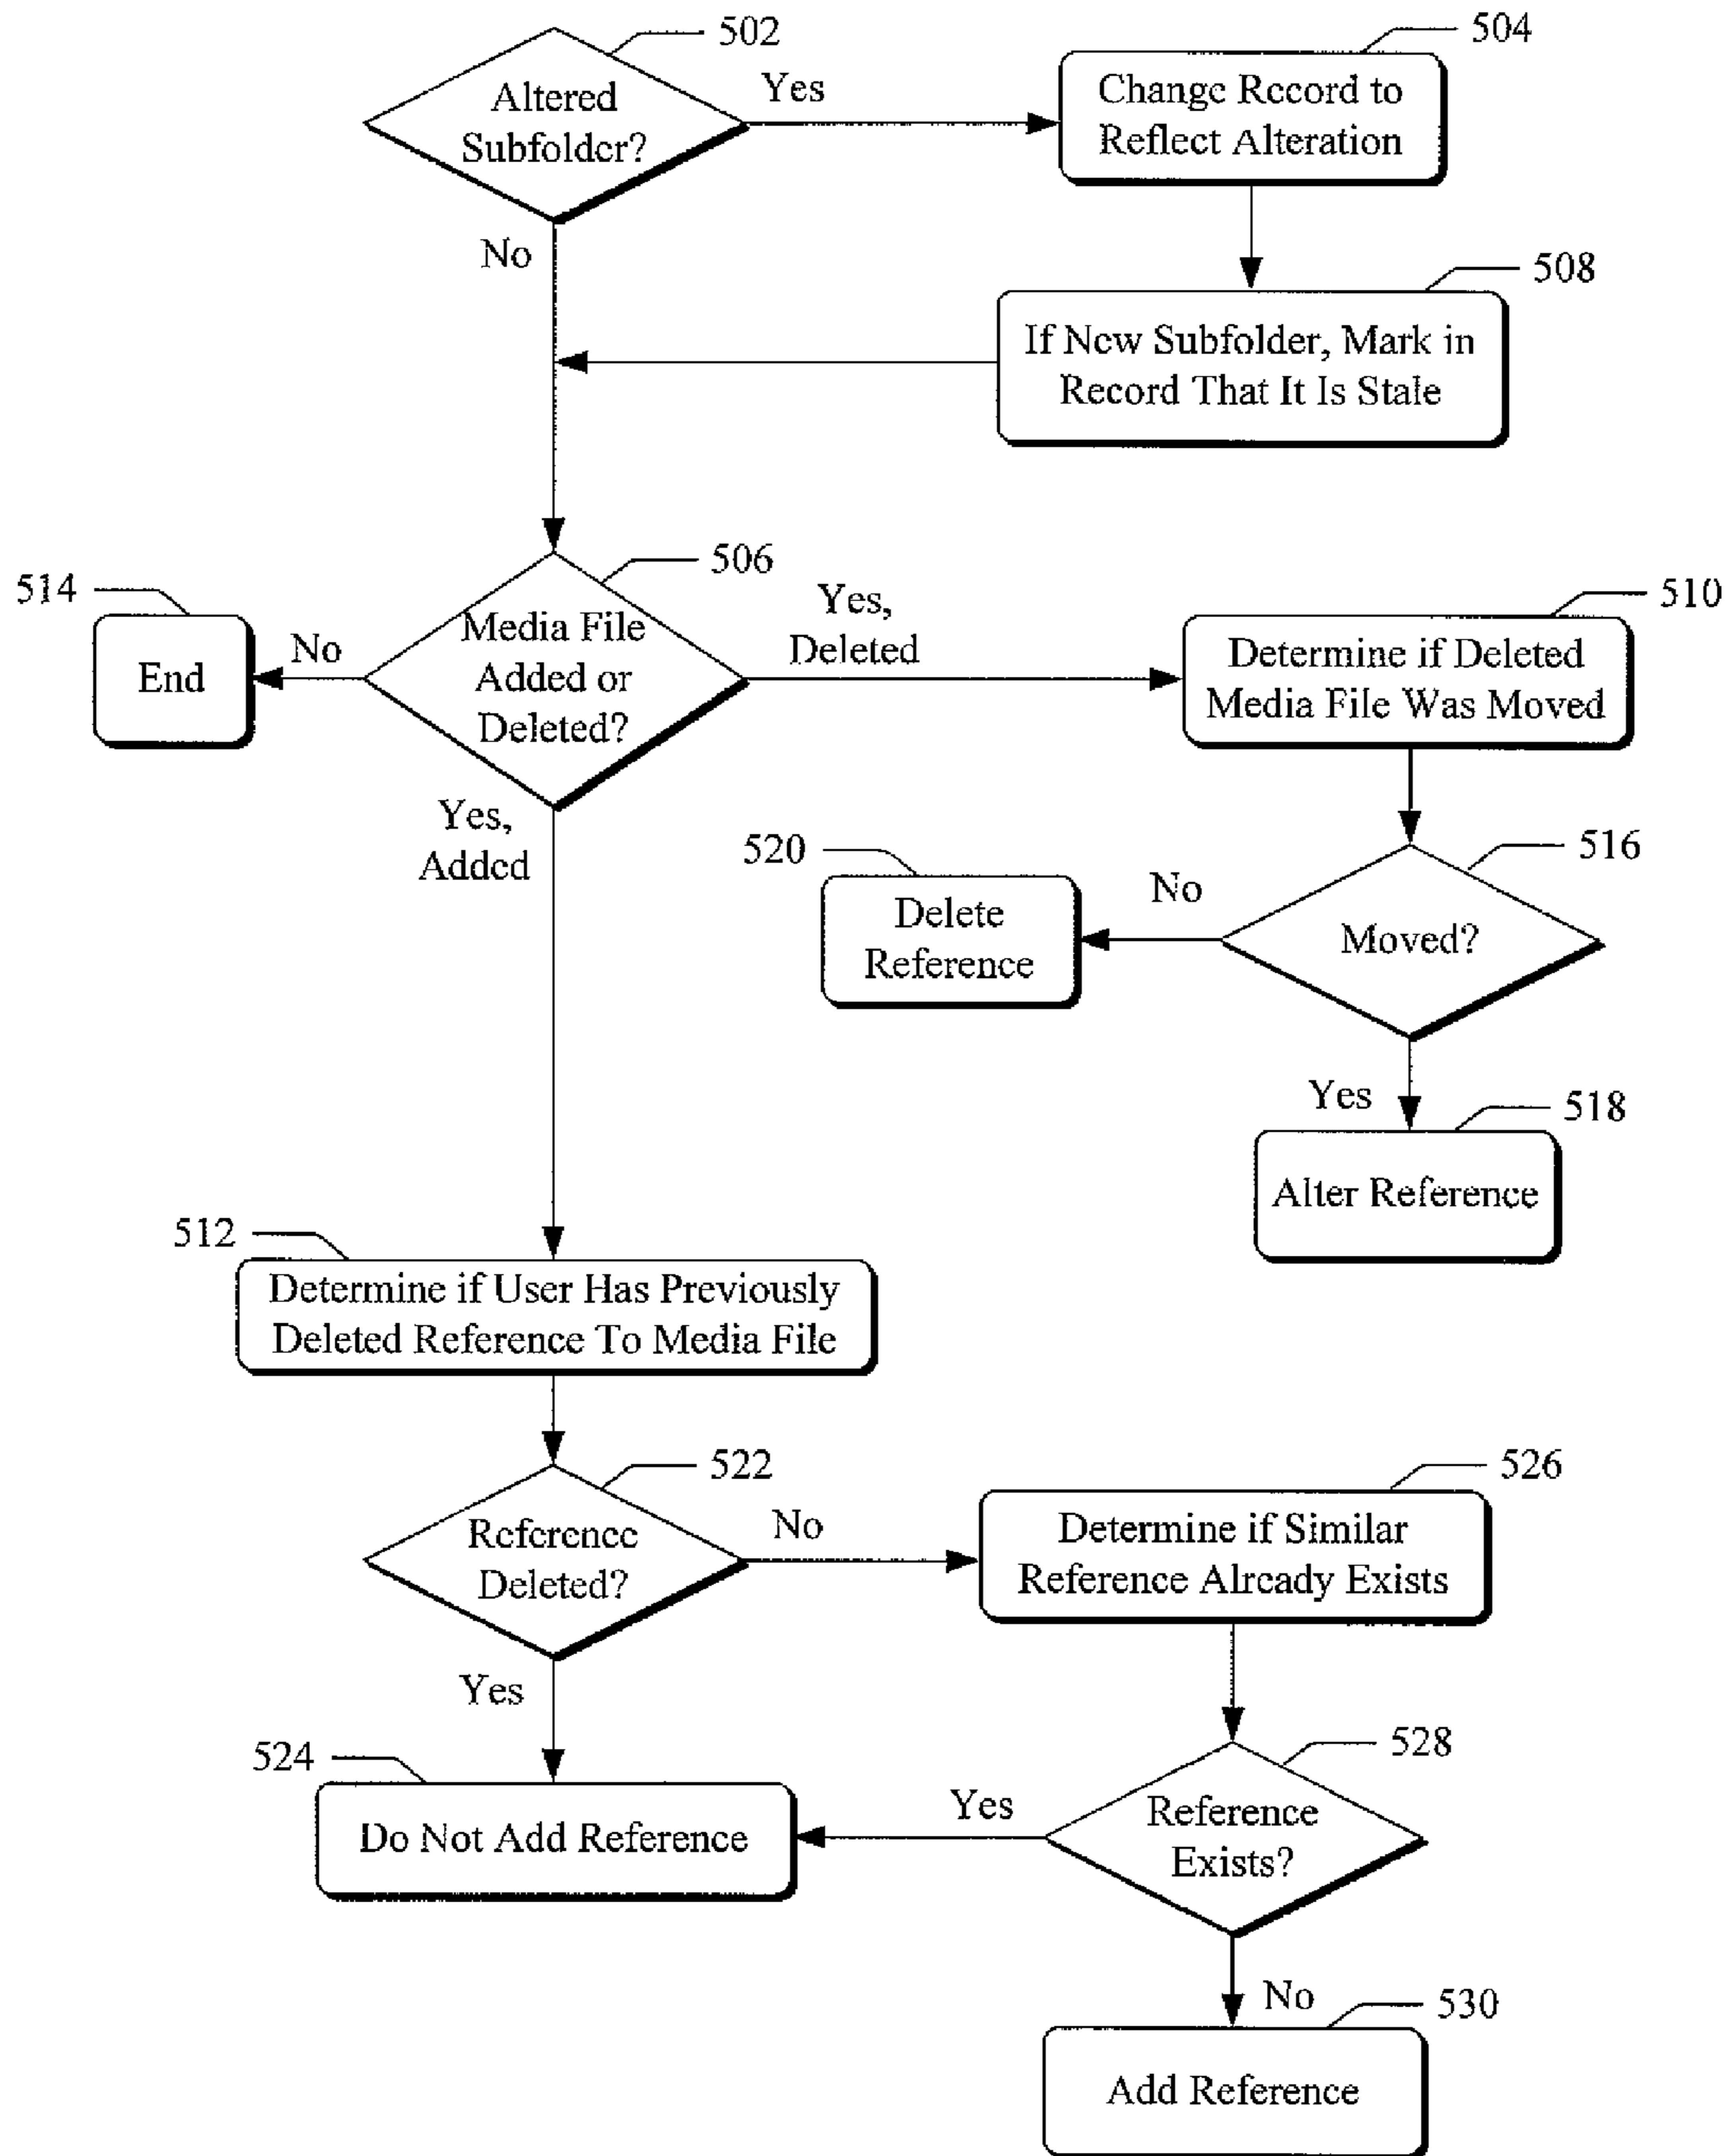 502
Altered
Subfolder?
Yes
504
Change Record to
Reflect Alteration
No
508
If New Subfolder, Mark in
Record That It Is Stale
506
Media File
Added or
Deleted?
514
End
No
Yes,
Deleted
510
Determine if Deleted
Media File Was Moved
Yes,
Added
520
Delete
Reference
No
516
Moved?
Yes
518
Alter Reference
512
Determine if User Has Previously
Deleted Reference To Media File
522
Reference
Deleted?
No
526
Determine if Similar
Reference Already Exists
Yes
524
Do Not Add Reference
Yes
528
Reference
Exists?
No
530
Add Reference